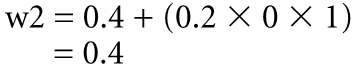 w2 = 0.4 + (0.2 × 0 × 1)
= 0.4